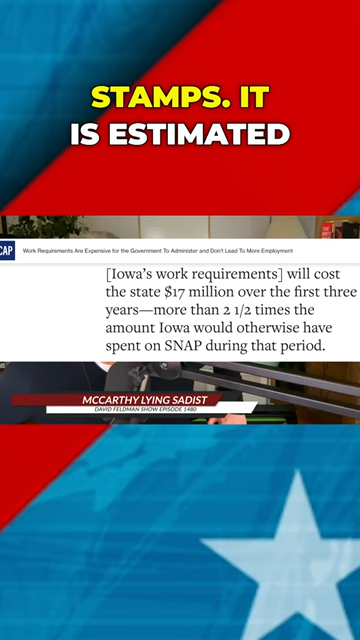 STAMPS. IT
IS ESTIMATED
CAP
Work Requirements Are Expensive for the Government To Administer and Don't Lead To More Employment
[Iowa's work requirements] will cost
the state $17 million over the first three
years—more than 2 1/2 times the
amount Iowa would otherwise have
spent on SNAP during that period.
MCCARTHY LYING SADIST
DAVID FELDMAN SHOW EPISODE 1480